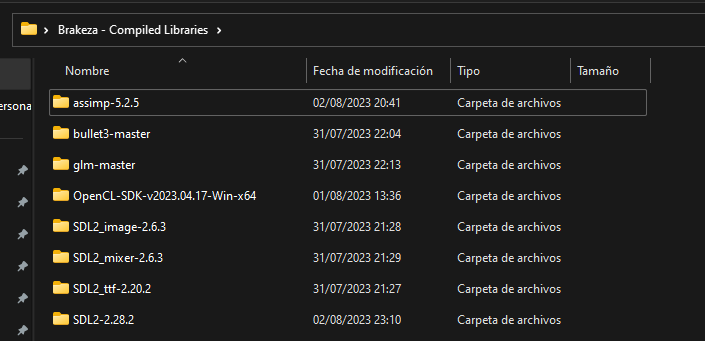 Brakeza - Compiled Libraries
Nombre Fecha de modificación Tipo Tamaño
ersona
assimp-5.2.5 02/08/2023 20:41 Carpeta de archivos
bullet3-master 31/07/2023 22:04 Carpeta de archivos
glm-master 31/07/2023 22:13 Carpeta de archivos
OpenCL-SDK-v2023.04.17-Win-x64 01/08/2023 13:36 Carpeta de archivos
SDL2_image-2.6.3 31/07/2023 21:28 Carpeta de archivos
SDL2_mixer-2.6.3 31/07/2023 21:29 Carpeta de archivos
SDL2_ttf-2.20.2 31/07/2023 21:27 Carpeta de archivos
SDL2-2.28.2 02/08/2023 23:10 Carpeta de archivos